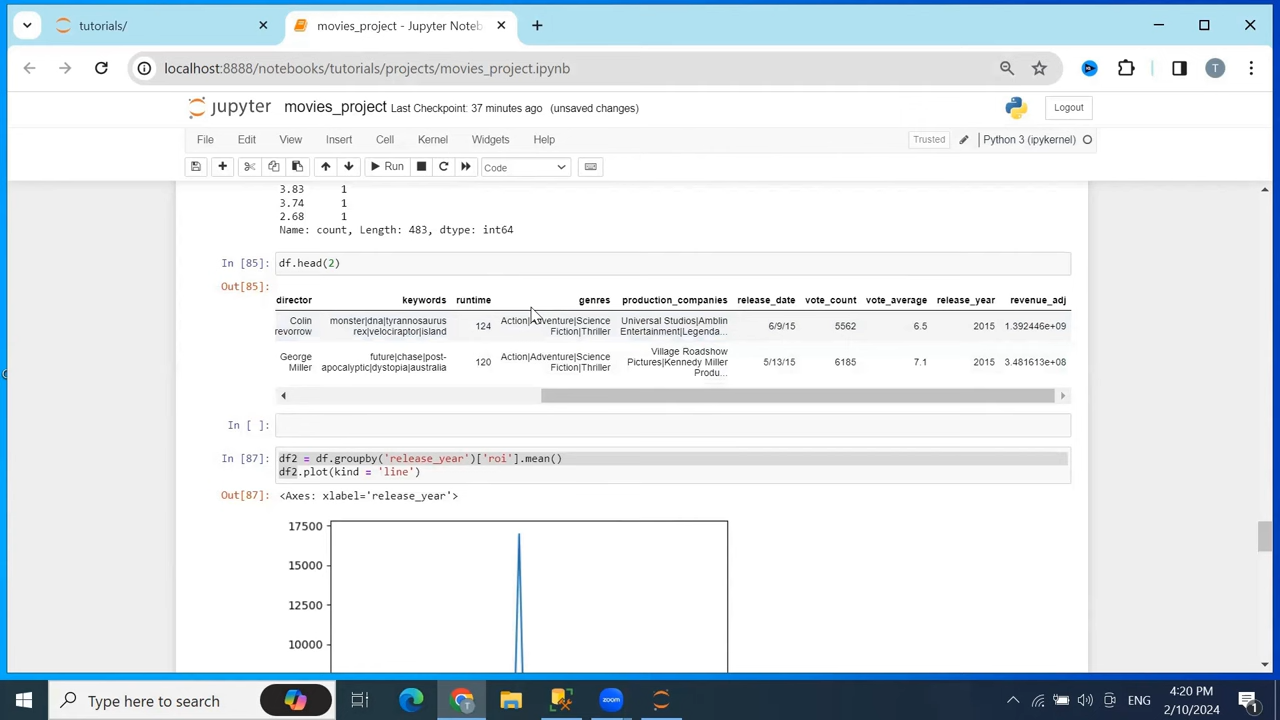 tutorials/
movies_project - Jupyter Noteb
localhost:8888/notebooks/tutorials/projects/movies_project.ipynb
T
jupyter movies_project Last Checkpoint: 37 minutes ago (unsaved changes)
Logout
File Edit View Insert Cell Kernel Widgets Help
Trusted
Python 3 (ipykernel)
Run
Code
3.83 1
3.74 1
2.68 1
Name: count, Length: 483, dtype: int64
In [85]: df.head(2)
Out[85]:
director keywords runtime genres production_companies release_date vote_count vote_average release_year revenue_adj
Colin monster|dna|tyrannosaurus Action|Adventure|Science Universal Studios|Amblin
124 6/9/15 5562 6.5 2015 1.392446e+09
revorrow rex|velociraptor|island Fiction|Thriller Entertainment|Legenda...
Village Roadshow
George future|chase|post- Action|Adventure|Science
120 Pictures|Kennedy Miller 5/13/15 6185 7.1 2015 3.481613e+08
Miller apocalyptic|dystopia|australia Fiction|Thriller
Produ...
In [ ]:
In [87]: df2 = df.groupby('release_year')['roi'].mean()
df2.plot(kind = 'line')
Out[87]: <Axes: xlabel='release_year'>
17500
15000
12500
10000
Type here to search
T
zoom
ENG
4:20 PM
2/10/2024
1